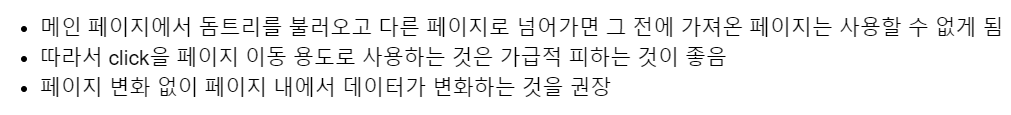 • 메인 페이지에서 돔트리를 불러오고 다른 페이지로 넘어가면 그 전에 가져온 페이지는 사용할 수 없게 됨
• 따라서 click을 페이지 이동 용도로 사용하는 것은 가급적 피하는 것이 좋음
• 페이지 변화 없이 페이지 내에서 데이터가 변화하는 것을 권장